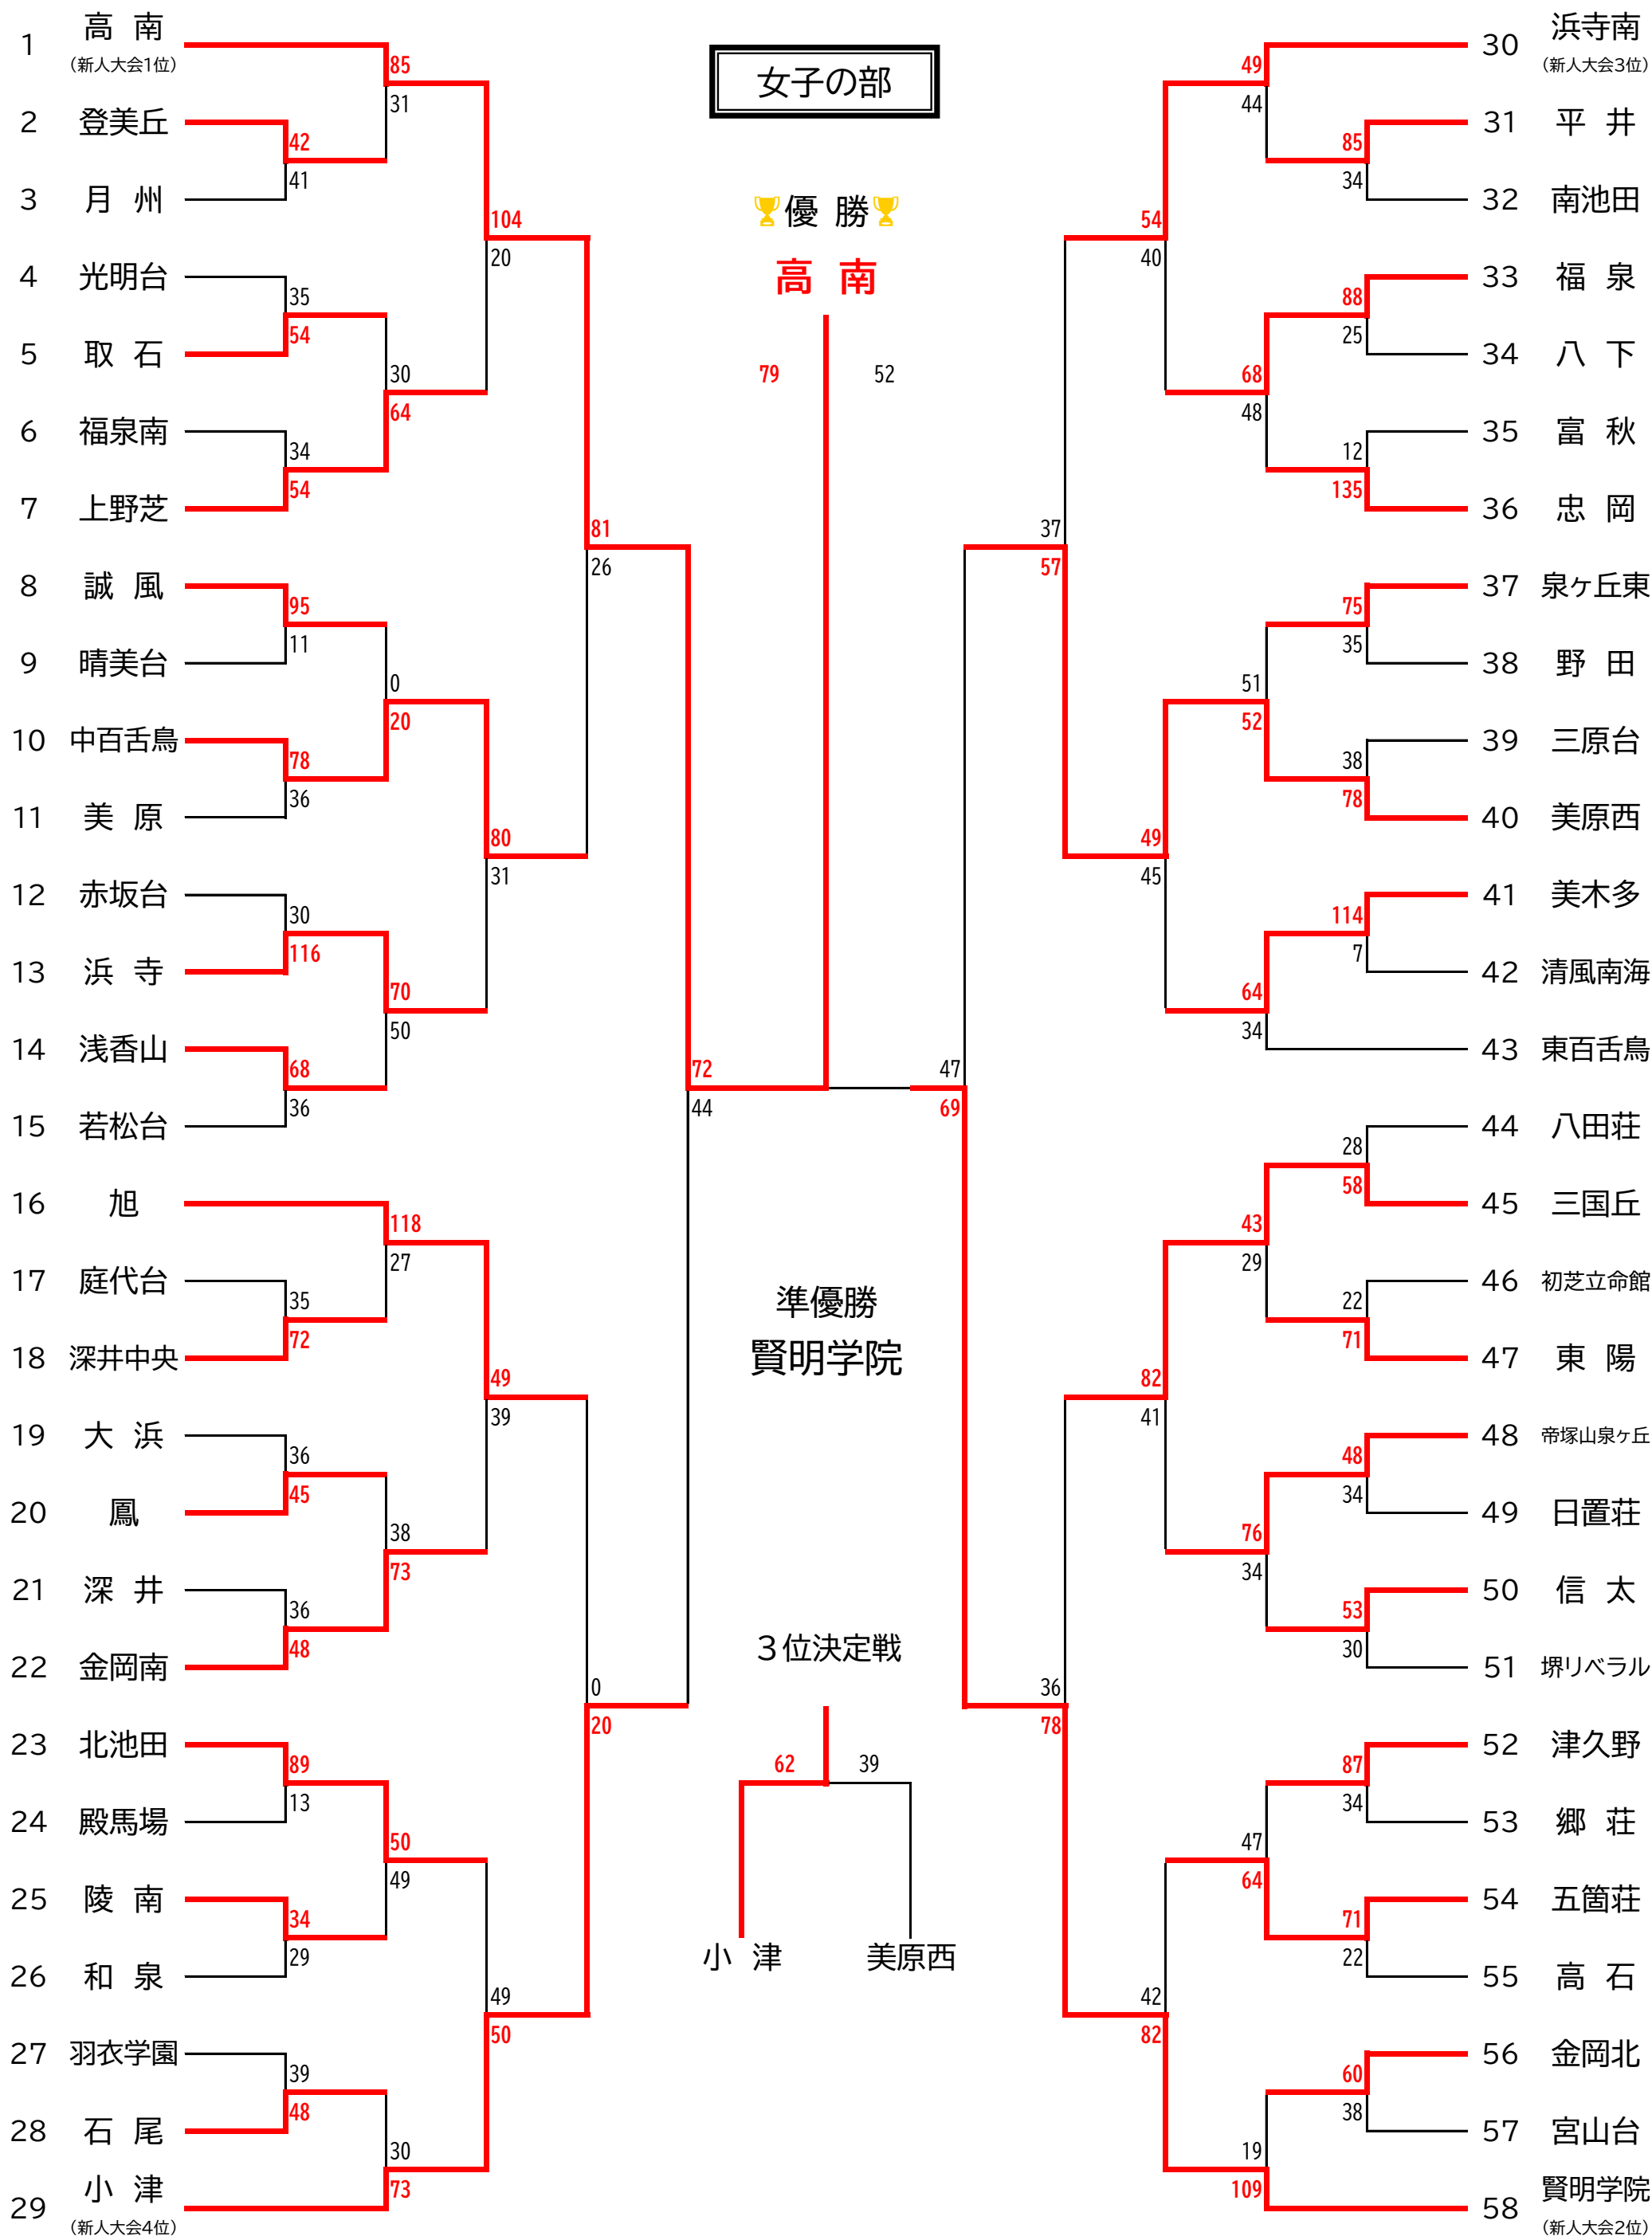 女子の部
優 勝
高 南
79 52
準優勝
賢明学院
３位決定戦
62 39
小 津 美原西
1 高 南
(新人大会1位)
2 登美丘
3 月 州
4 光明台
5 取 石
6 福泉南
7 上野芝
8 誠 風
9 晴美台
10 中百舌鳥
11 美 原
12 赤坂台
13 浜 寺
14 浅香山
15 若松台
16 旭
17 庭代台
18 深井中央
19 大 浜
20 鳳
21 深 井
22 金岡南
23 北池田
24 殿馬場
25 陵 南
26 和 泉
27 羽衣学園
28 石 尾
29 小 津
(新人大会4位)
42
41
35
54
34
54
95
11
78
36
30
116
68
36
35
72
36
45
36
48
89
13
34
29
39
48
85
31
30
64
0
20
70
50
118
27
38
73
50
49
30
73
104
20
80
31
49
39
49
50
81
26
0
20
72
44
47
69
37
57
36
78
54
40
49
45
82
41
42
82
49
44
68
48
51
52
64
34
43
29
76
34
47
64
19
109
85
34
88
25
12
135
75
35
38
78
114
7
28
58
22
71
48
34
53
30
87
34
71
22
60
38
30 浜寺南
(新人大会3位)
31 平 井
32 南池田
33 福 泉
34 八 下
35 富 秋
36 忠 岡
37 泉ヶ丘東
38 野 田
39 三原台
40 美原西
41 美木多
42 清風南海
43 東百舌鳥
44 八田荘
45 三国丘
46 初芝立命館
47 東 陽
48 帝塚山泉ヶ丘
49 日置荘
50 信 太
51 堺リベラル
52 津久野
53 郷 荘
54 五箇荘
55 高 石
56 金岡北
57 宮山台
58 賢明学院
(新人大会2位)